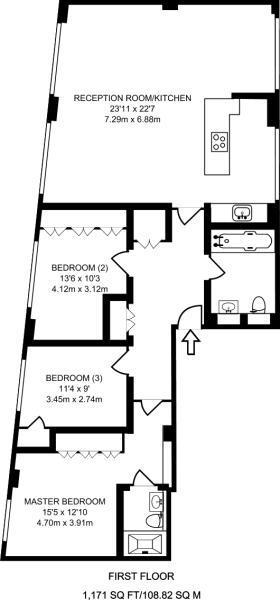 RECEPTION ROOM/KITCHEN
23'11 x 22'7
7.29m x 6.88m
BEDROOM (2)
13'6 x 10'3
4.12m x 3.12m
BEDROOM (3)
11'4 x 9'
3.45m x 2.74m
MASTER BEDROOM
15'5 x 12'10
4.70m x 3.91m
FIRST FLOOR
1,171 SQ FT/108.82 SQ M